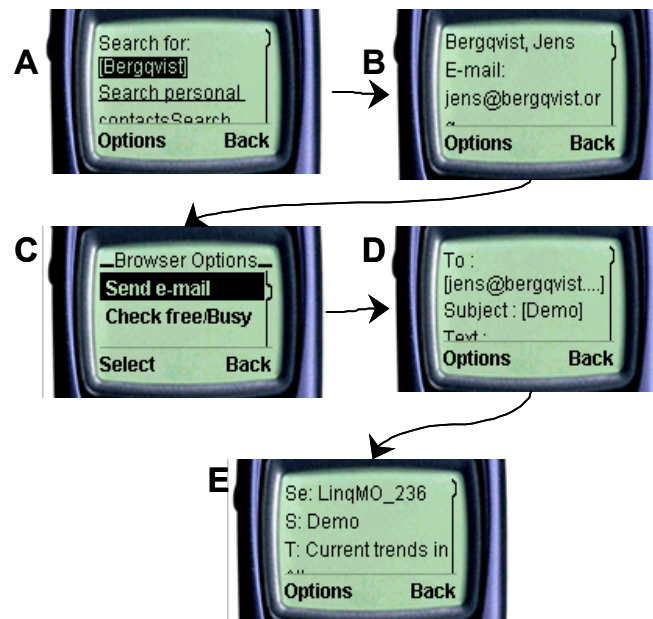 A
Search for:
[Bergqvist]
Search personal
contactsSearch
Options Back
B
Bergqvist, Jens
E-mail:
jens@bergqvist.or
Options Back
C
Browser Options
Send e-mail
Check free/Busy
Select Back
D
To :
[jens@bergqvist....]
Subject : [Demo]
Text :
Options Back
E
Se: LinqMO_236
S: Demo
T: Current trends in
Options Back